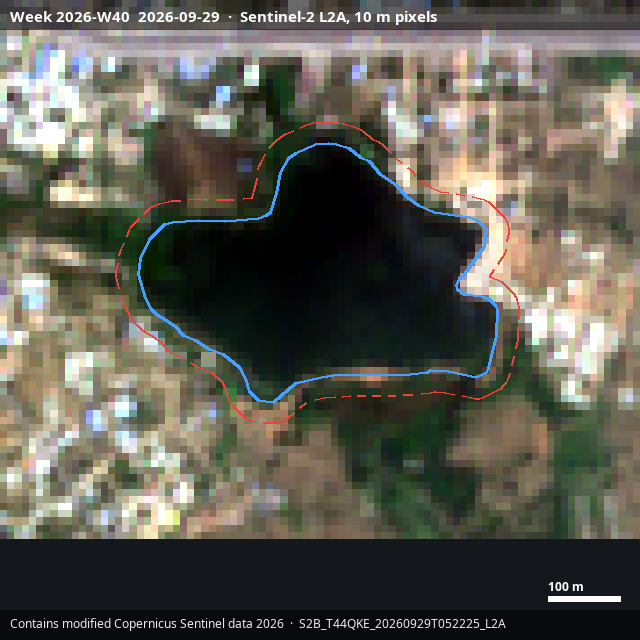 Week 2026-W40  2026-09-29  ·  Sentinel-2 L2A, 10 m pixels
100 m
Contains modified Copernicus Sentinel data 2026  ·  S2B_T44QKE_20260929T052225_L2A